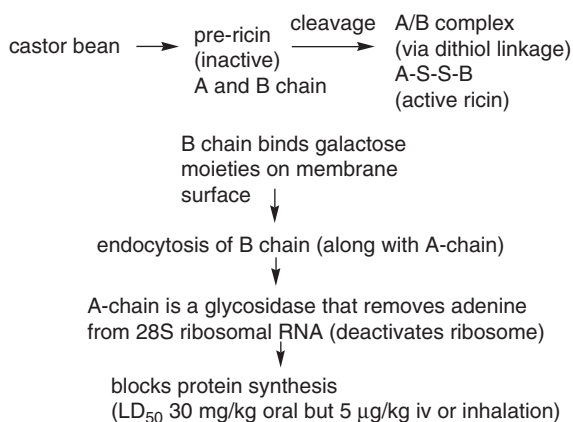 castor bean pre-ricin cleavage A/B complex
(inactive) (via dithiol linkage)
A and B chain A-S-S-B
(active ricin)
B chain binds galactose
moieties on membrane
surface
endocytosis of B chain (along with A-chain)
A-chain is a glycosidase that removes adenine
from 28S ribosomal RNA (deactivates ribosome)
blocks protein synthesis
(LD50 30 mg/kg oral but 5 µg/kg iv or inhalation)